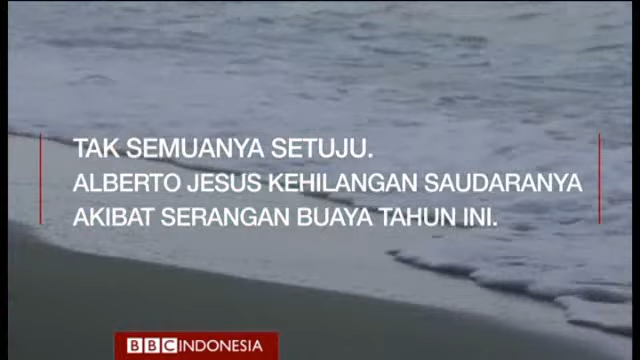 TAK SEMUANYA SETUJU.
ALBERTO JESUS KEHILANGAN SAUDARANYA
AKIBAT SERANGAN BUAYA TAHUN INI.
BBC INDONESIA